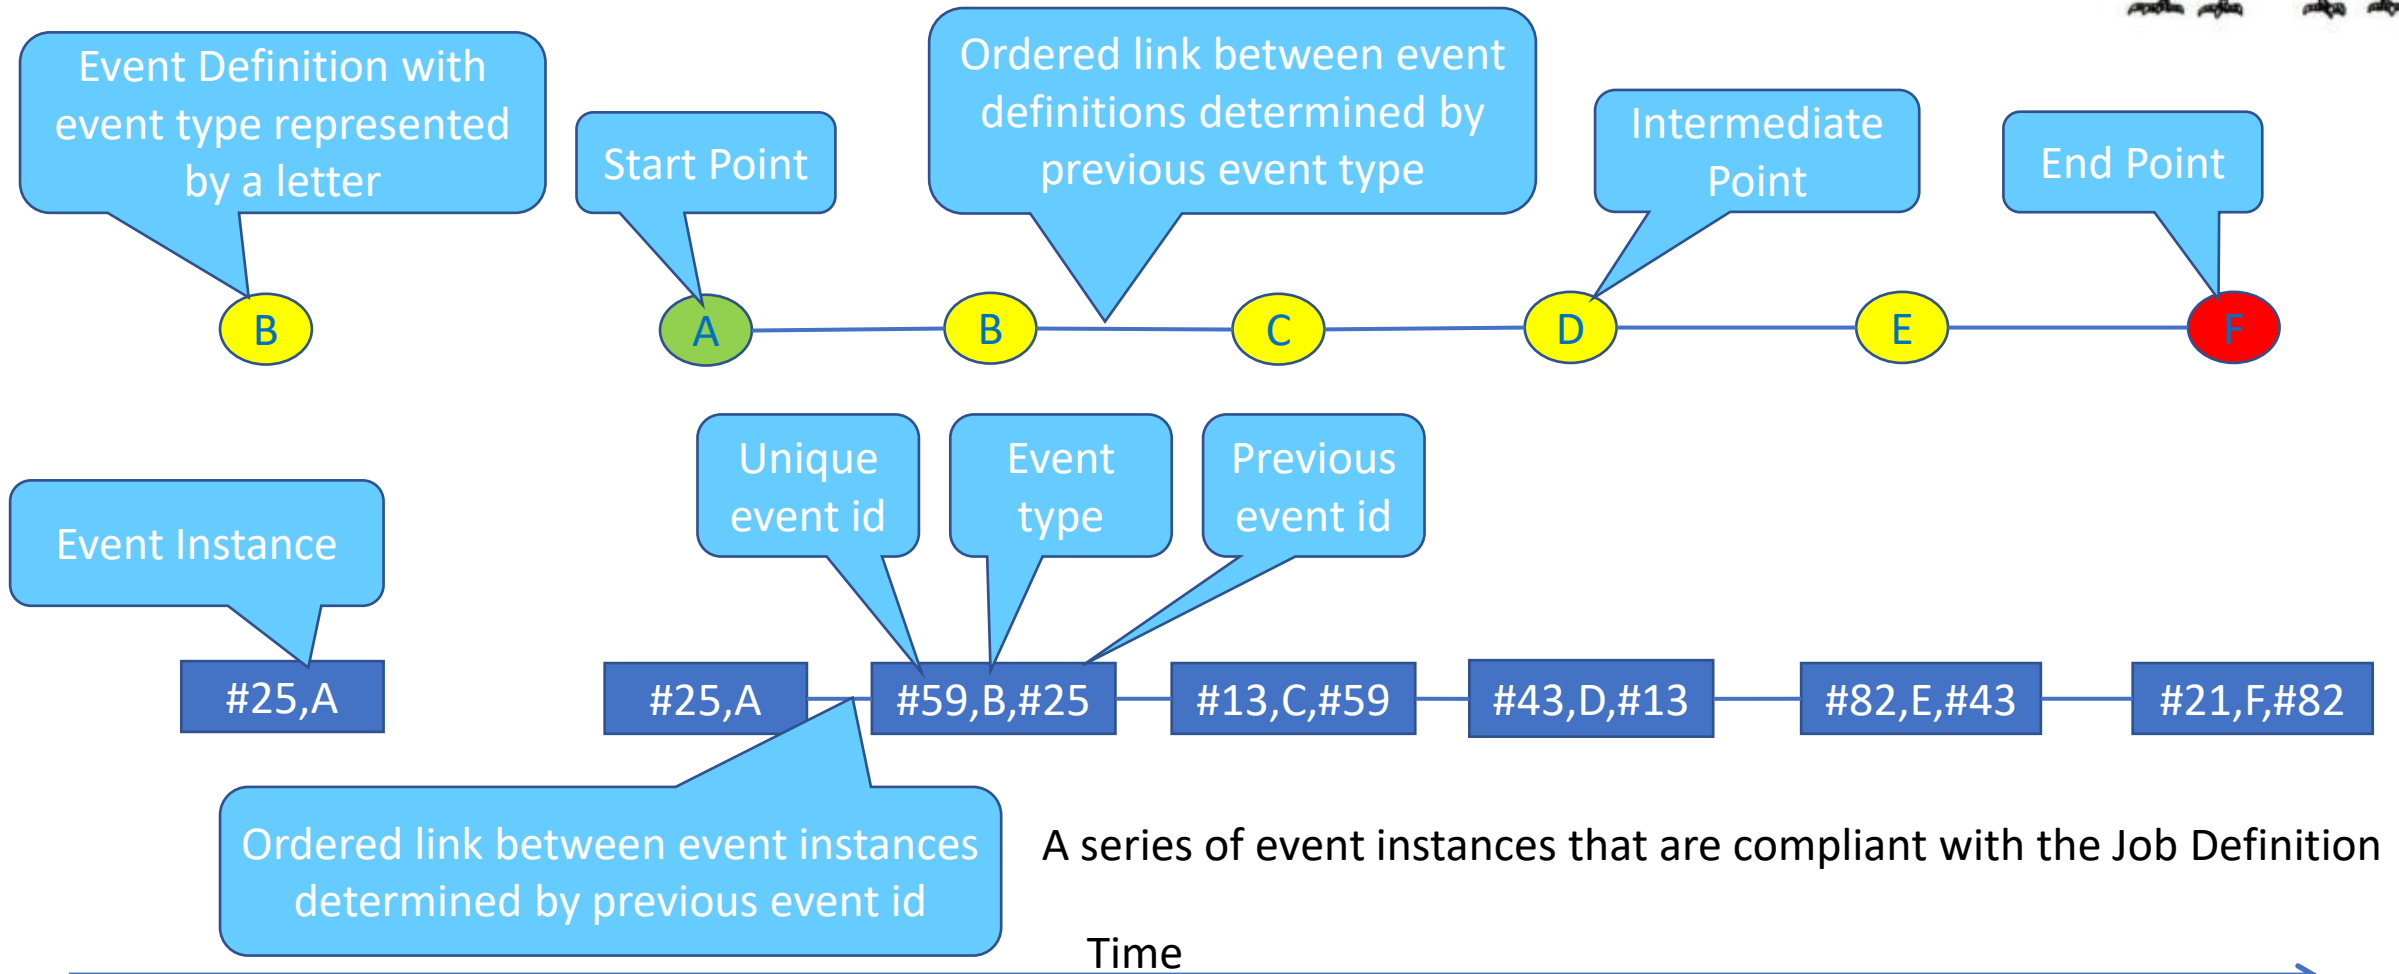 Event Definition with
event type represented
by a letter
Start Point
Ordered link between event
definitions determined by
previous event type
Intermediate
Point
End Point
B
A
B
C
D
E
F
Event Instance
Unique
event id
Event
type
Previous
event id
#25,A
#25,A
#59,B,#25
#13,C,#59
#43,D,#13
#82,E,#43
#21,F,#82
Ordered link between event instances
determined by previous event id
A series of event instances that are compliant with the Job Definition
Time